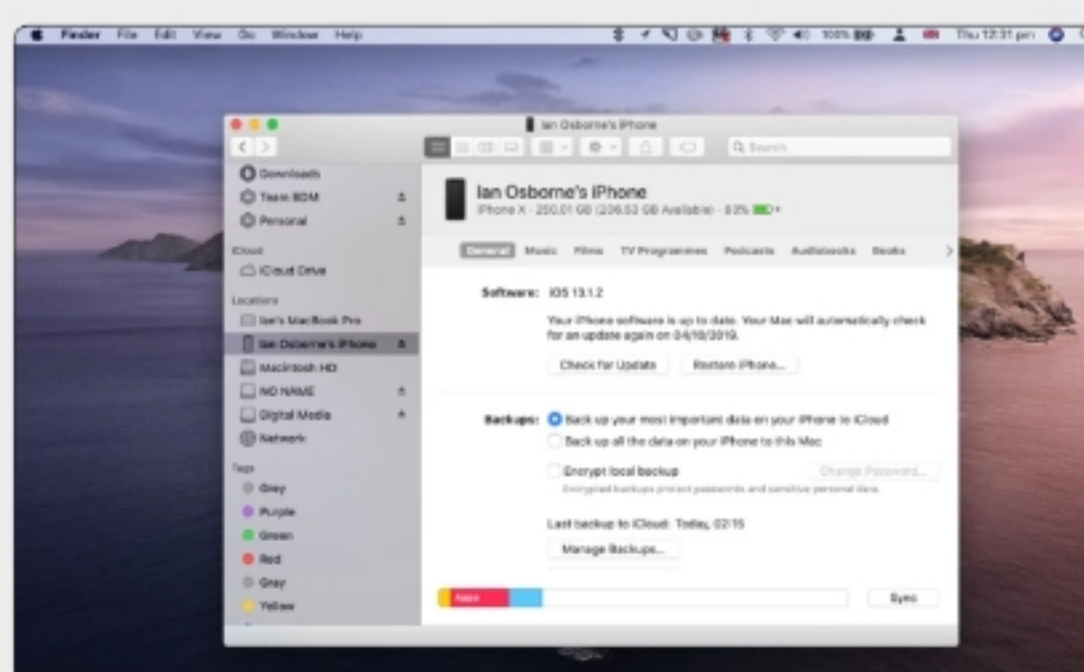 Finder File Edit View Go Window Help 100% Thu 12:31 pm
Ian Osborne's iPhone
Search
Downloads
Team BDM
Personal
iCloud
iCloud Drive
Locations
Ian's MacBook Pro
Ian Osborne's iPhone
Macintosh HD
NO NAME
Digital Media
Network
Tags
Grey
Purple
Green
Red
Gray
Yellow
Ian Osborne's iPhone
iPhone X - 250.01 GB (236.53 GB Available) - 83%
General Music Films TV Programmes Podcasts Audiobooks Books
Software: iOS 13.1.2
Your iPhone software is up to date. Your Mac will automatically check
for an update again on 04/10/2019.
Check for Update Restore iPhone...
Backups: Back up your most important data on your iPhone to iCloud
Back up all the data on your iPhone to this Mac
Encrypt local backup Change Password...
Encrypted backups protect passwords and sensitive personal data.
Last backup to iCloud: Today, 02:15
Manage Backups...
Apps Sync